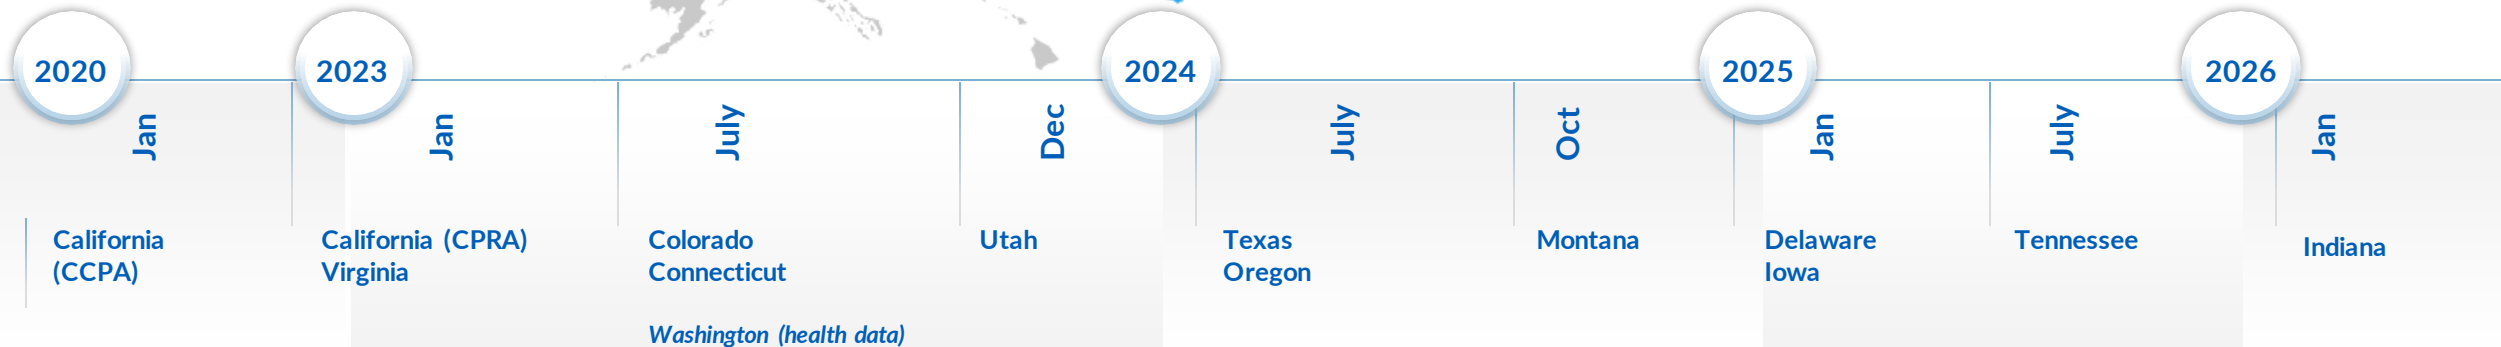 2020
2023
2024
2025
2026
Jan
Jan
July
Dec
July
Oct
Jan
July
Jan
California
(CCPA)
California (CPRA)
Virginia
Colorado
Connecticut
Washington (health data)
Utah
Texas
Oregon
Montana
Delaware
Iowa
Tennessee
Indiana